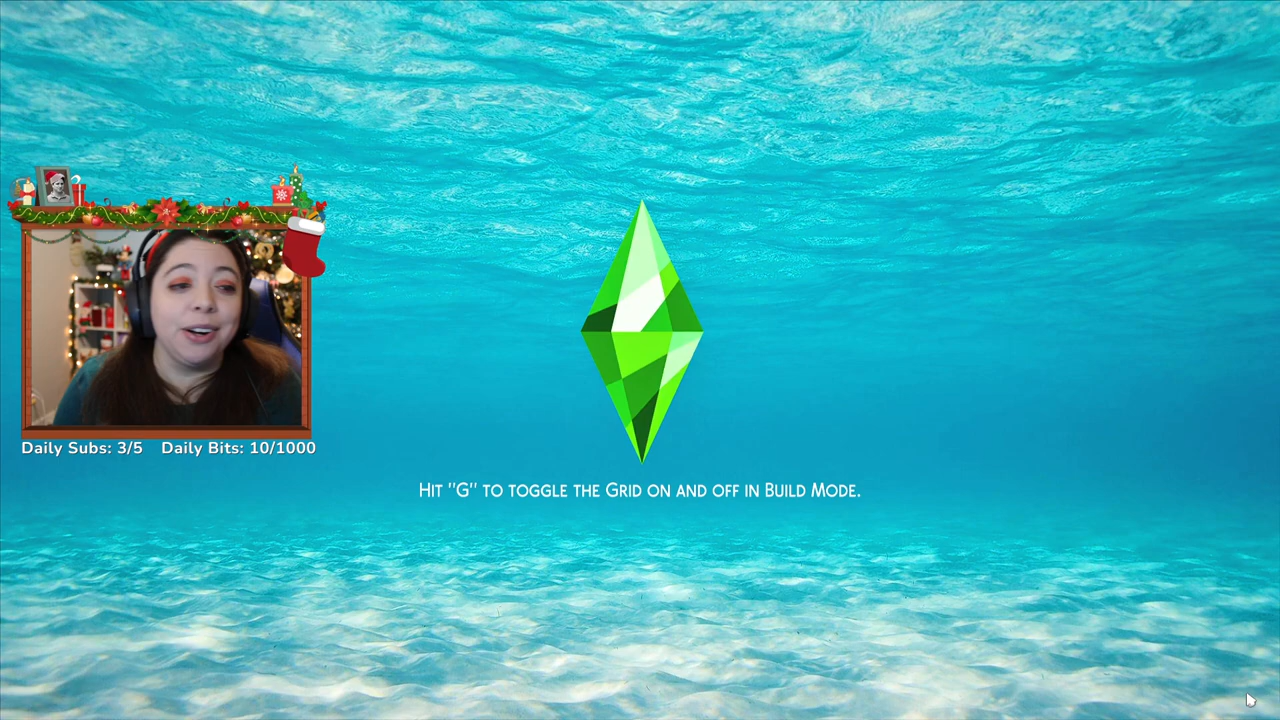 Daily Subs: 3/5 Daily Bits: 10/1000
Hit "G" to toggle the Grid on and off in Build Mode.